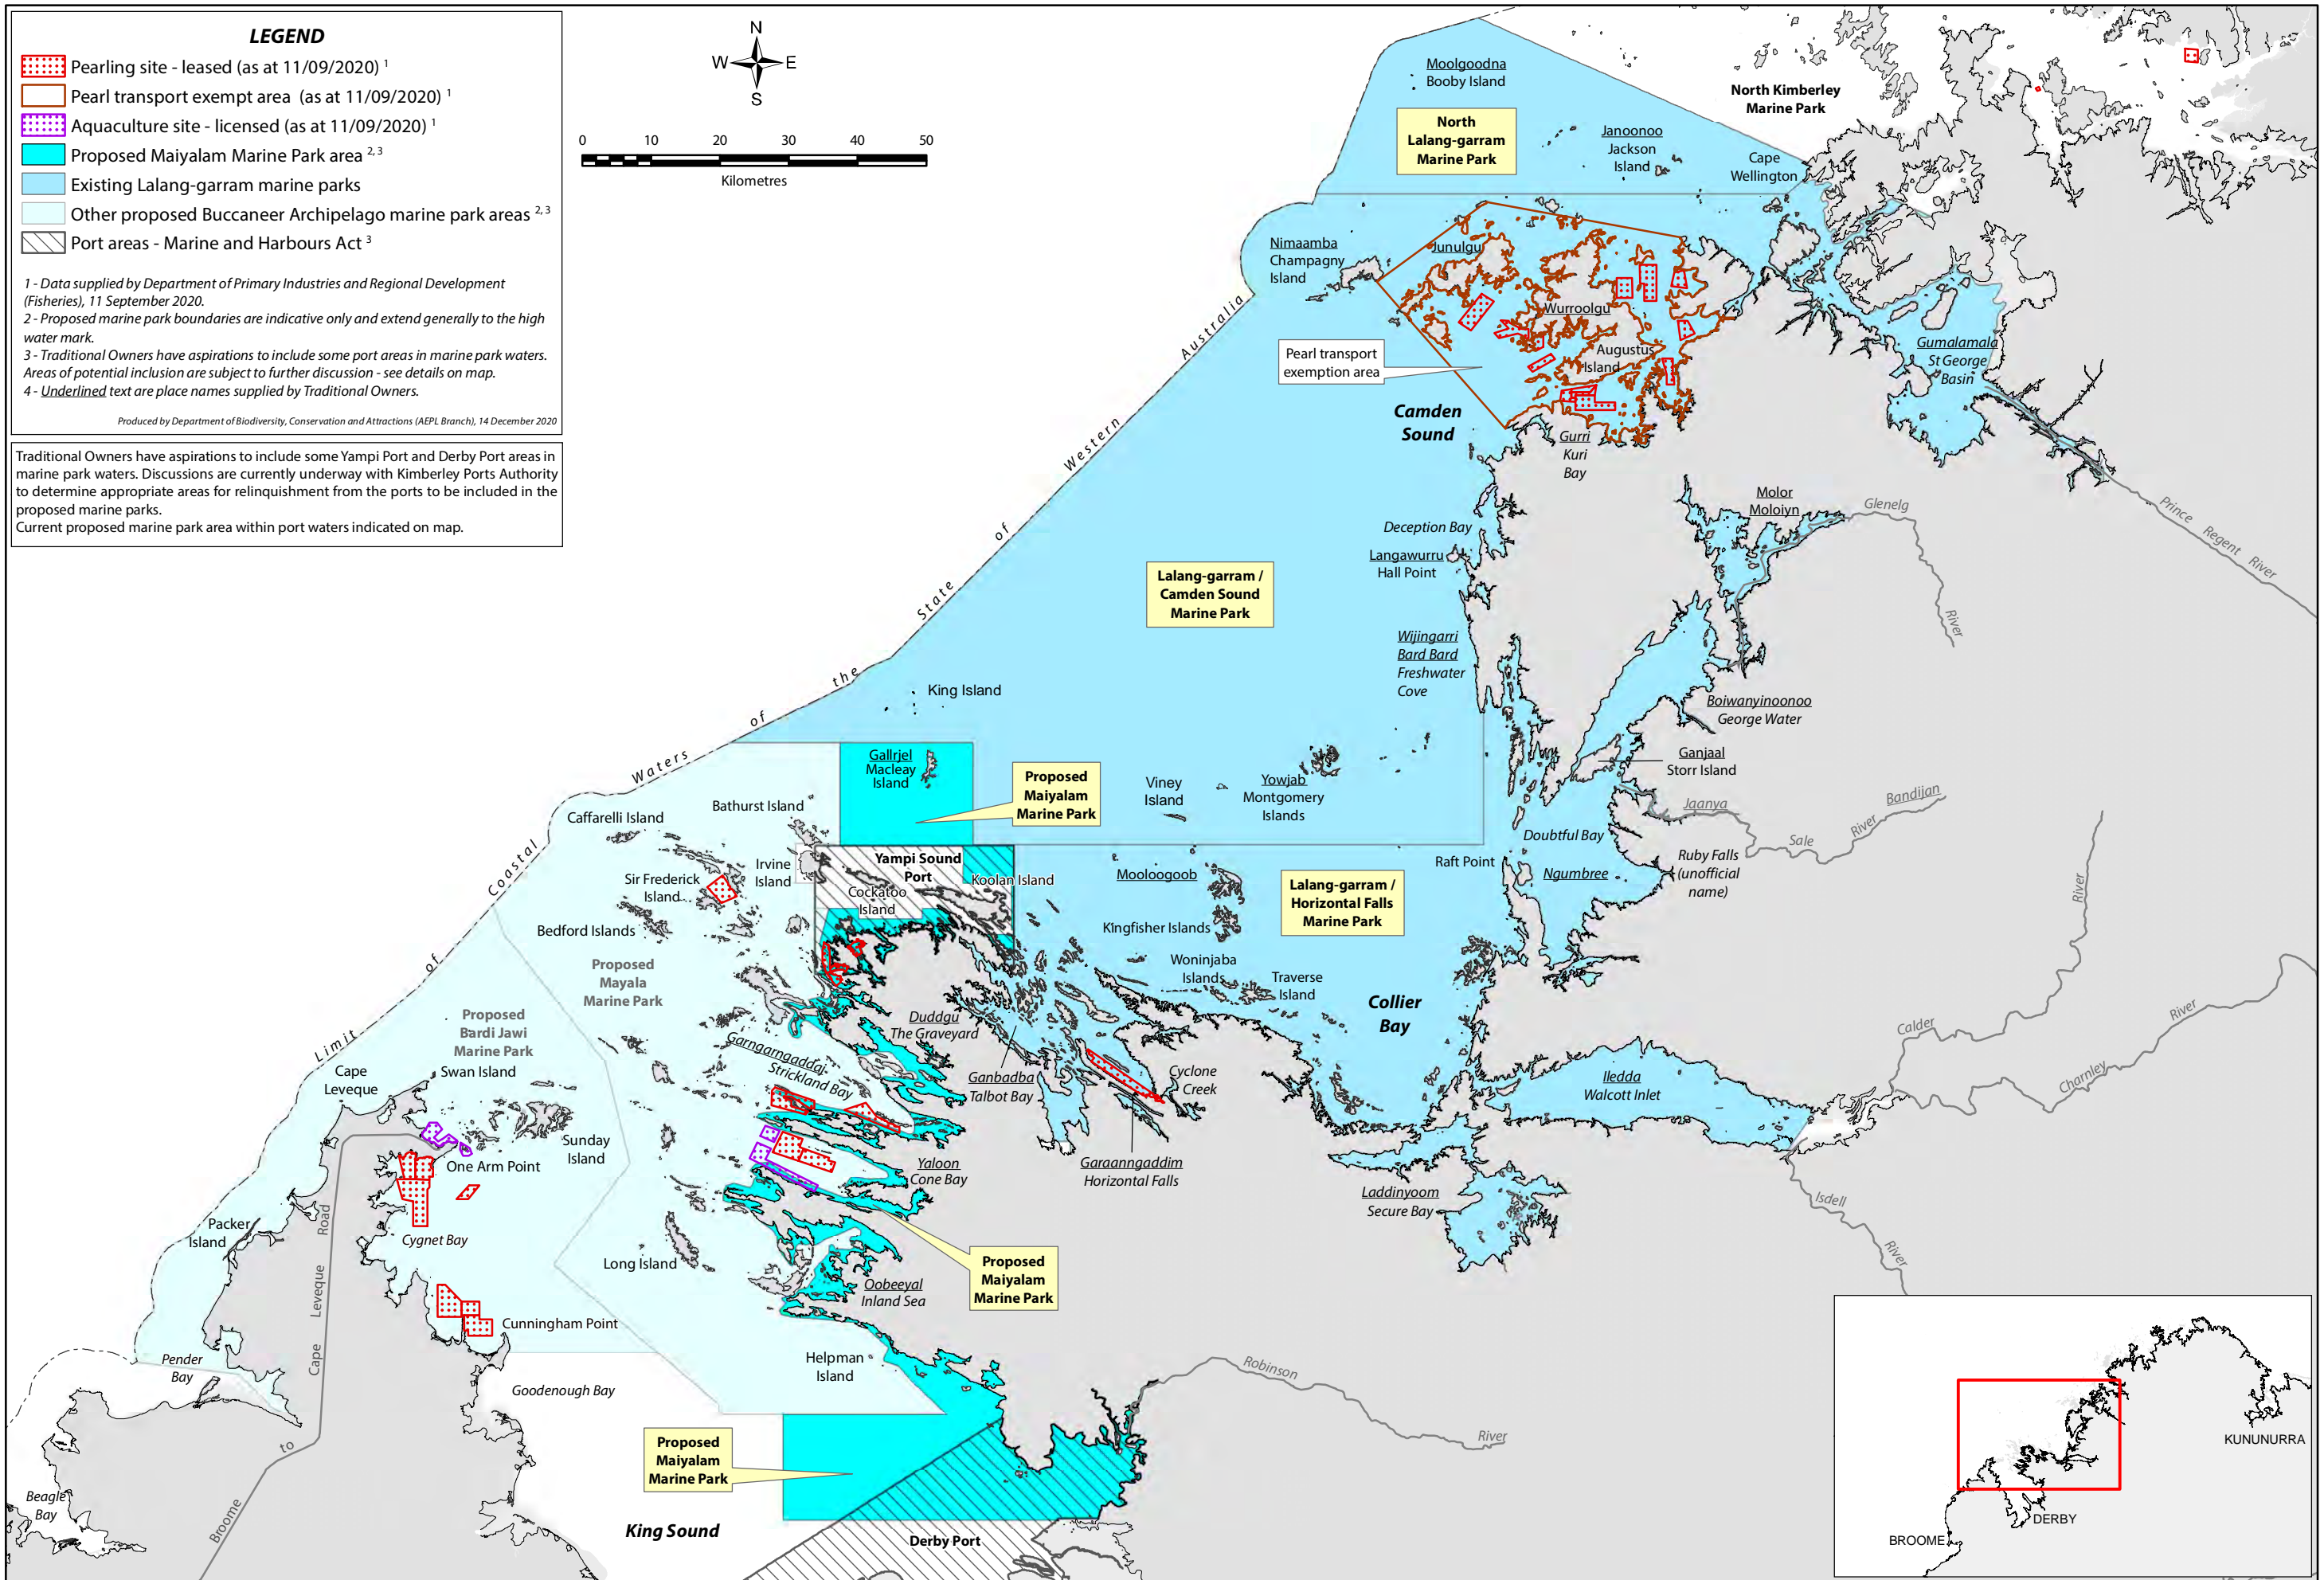 LEGEND
Pearling site - leased (as at 11/09/2020) 1
Pearl transport exempt area (as at 11/09/2020) 1
Aquaculture site - licensed (as at 11/09/2020) 1
Proposed Maiyalam Marine Park area 2, 3
Existing Lalang-garram marine parks
Other proposed Buccaneer Archipelago marine park areas 2, 3
Port areas - Marine and Harbours Act 3
1 - Data supplied by Department of Primary Industries and Regional Development
(Fisheries), 11 September 2020.
2 - Proposed marine park boundaries are indicative only and extend generally to the high
water mark.
3 - Traditional Owners have aspirations to include some port areas in marine park waters.
Areas of potential inclusion are subject to further discussion - see details on map.
4 - Underlined text are place names supplied by Traditional Owners.
Produced by Department of Biodiversity, Conservation and Attractions (AEPL Branch), 14 December 2020
Traditional Owners have aspirations to include some Yampi Port and Derby Port areas in
marine park waters. Discussions are currently underway with Kimberley Ports Authority
to determine appropriate areas for relinquishment from the ports to be included in the
proposed marine parks.
Current proposed marine park area within port waters indicated on map.
N
W E
S
0 10 20 30 40 50
Kilometres
Moolgoodna
Booby Island
North
Lalang-garram
Marine Park
Janoonoo
Jackson
Island
North Kimberley
Marine Park
Cape
Wellington
Nimaamba
Champagny
Island
Junulgu
Wurroolgu
Augustus
Island
Pearl transport
exemption area
Camden
Sound
Gurri
Kuri
Bay
Gumalamala
St George
Basin
Prince Regent River
Molor
Moloiyn
Glenelg
River
Deception Bay
Langawurru
Hall Point
Lalang-garram /
Camden Sound
Marine Park
Wijingarri
Bard Bard
Freshwater
Cove
Boiwanyinoonoo
George Water
Ganjaal
Storr Island
Jaanya
Bandijan
Sale
River
Doubtful Bay
Ruby Falls
(unofficial
name)
Raft Point
Ngumbree
Limit of Coastal Waters of the State of Western Australia
King Island
Gallrjel
Macleay
Island
Proposed
Maiyalam
Marine Park
Viney
Island
Yowjab
Montgomery
Islands
Bathurst Island
Caffarelli Island
Irvine
Island
Yampi Sound
Port
Cockatoo
Island
Koolan Island
Sir Frederick
Island
Bedford Islands
Mooloogoob
Kingfisher Islands
Lalang-garram /
Horizontal Falls
Marine Park
Woninjaba
Islands
Traverse
Island
Collier
Bay
Proposed
Mayala
Marine Park
Proposed
Bardi Jawi
Marine Park
Swan Island
Cape
Leveque
Duddgu
The Graveyard
Garngarngaddaj
Strickland Bay
Ganbadba
Talbot Bay
Cyclone
Creek
Garaanngaddim
Horizontal Falls
Iledda
Walcott Inlet
Calder
River
Charnley
River
Isdell
River
Laddinyoom
Secure Bay
Sunday
Island
One Arm Point
Yaloon
Cone Bay
Packer
Island
Cygnet Bay
Long Island
Oobeeyal
Inland Sea
Proposed
Maiyalam
Marine Park
Cunningham Point
Pender
Bay
Goodenough Bay
Helpman
Island
Robinson
River
Proposed
Maiyalam
Marine Park
King Sound
Derby Port
Beagle
Bay
Broome to Cape Leveque Road
KUNUNURRA
DERBY
BROOME